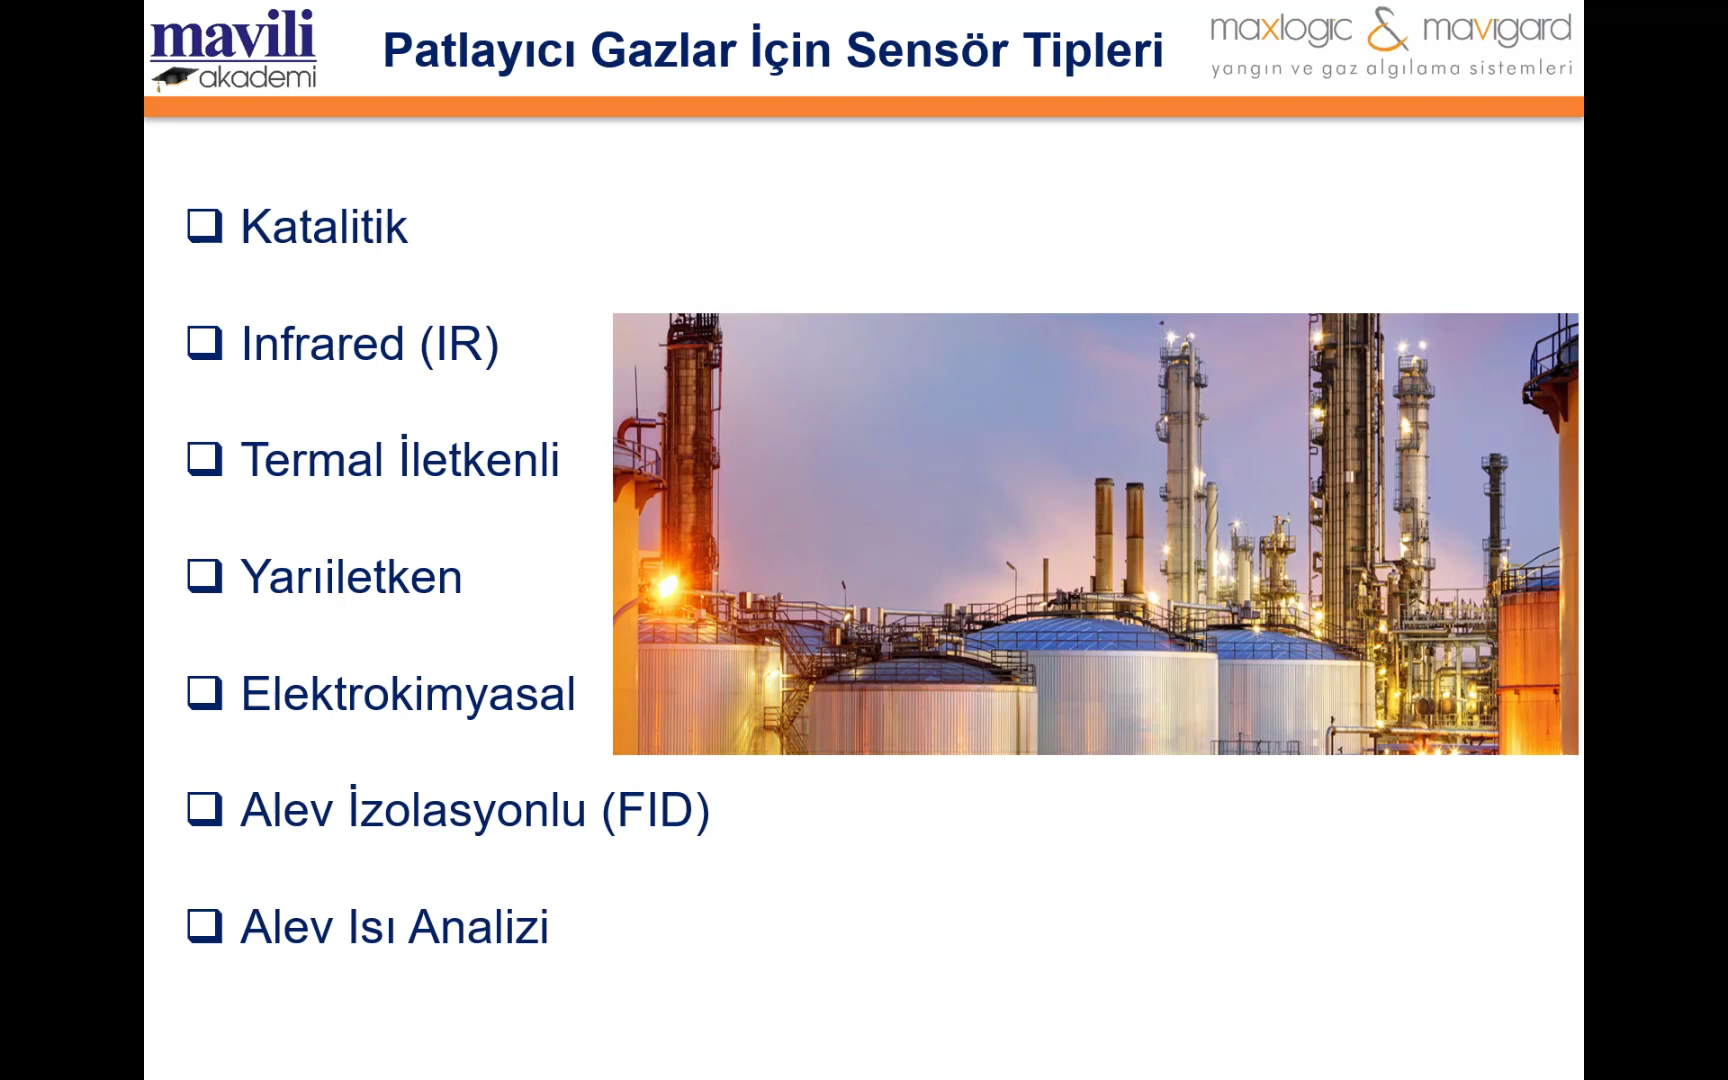 mavili
akademi
Patlayıcı Gazlar İçin Sensör Tipleri
maxlogic & mavigard
yangın ve gaz algılama sistemleri
Katalitik
Infrared (IR)
Termal İletkenli
Yarıiletken
Elektrokimyasal
Alev İzolasyonlu (FID)
Alev Isı Analizi